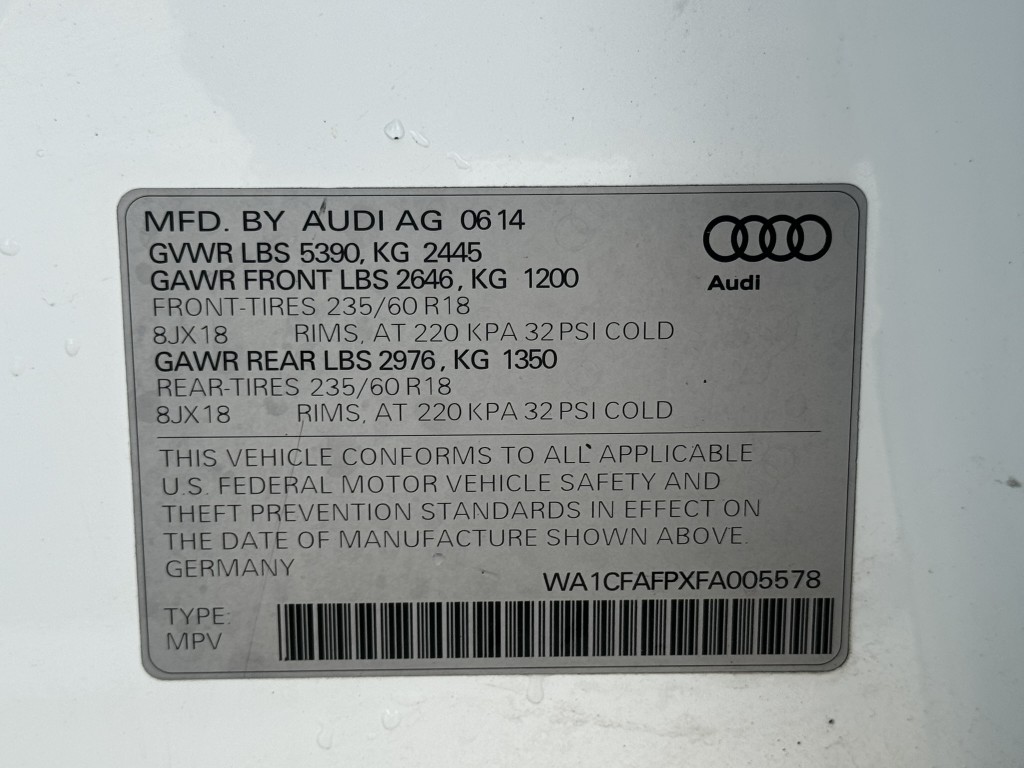 MFD. BY AUDI AG 06 14
GVWR LBS 5390, KG 2445
GAWR FRONT LBS 2646, KG 1200
FRONT-TIRES 235/60 R18
8JX18 RIMS, AT 220 KPA 32 PSI COLD
GAWR REAR LBS 2976, KG 1350
REAR-TIRES 235/60 R18
8JX18 RIMS, AT 220 KPA 32 PSI COLD
Audi
THIS VEHICLE CONFORMS TO ALL APPLICABLE
U.S. FEDERAL MOTOR VEHICLE SAFETY AND
THEFT PREVENTION STANDARDS IN EFFECT ON
THE DATE OF MANUFACTURE SHOWN ABOVE.
GERMANY
WA1CFAFPXFA005578
TYPE:
MPV